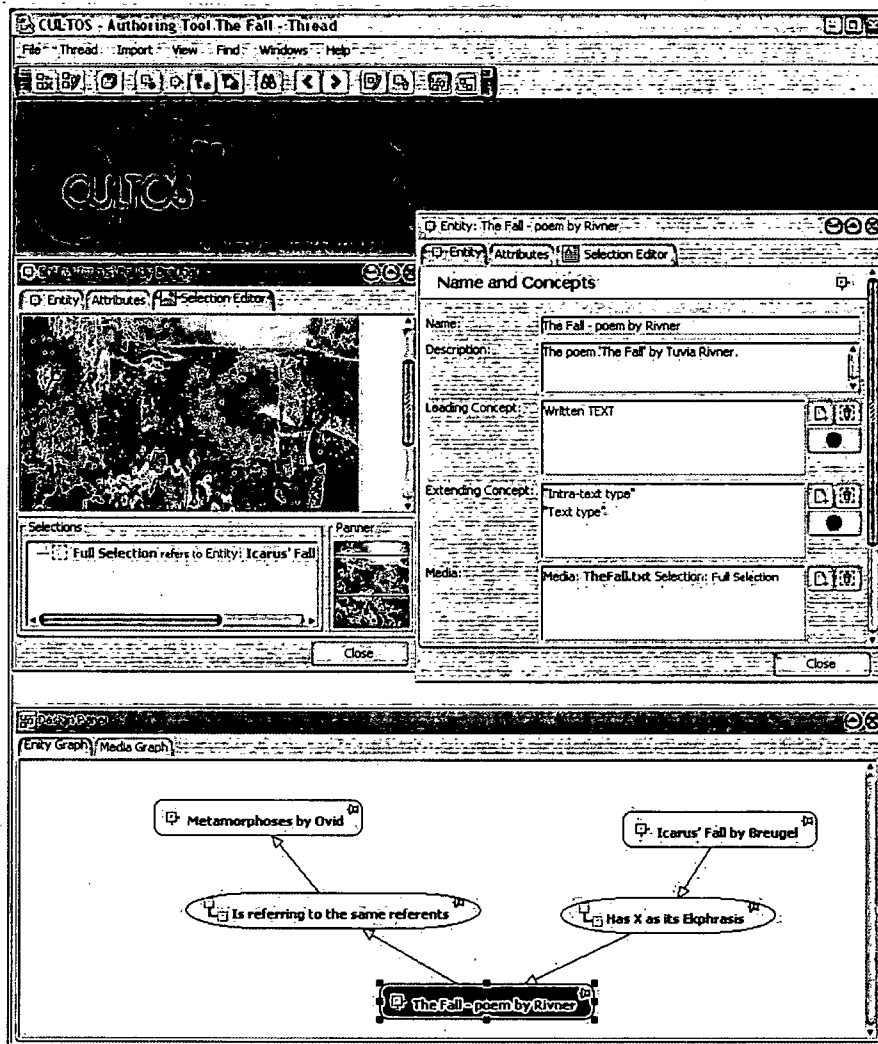 CULTOS - Authoring Tool The Fall - Thread
File Thread Import View Find Windows Help
CULTOS
Entity Attributes Selection Editor
Selections
Full Selection refers to Entity: Icarus' Fall
Panner
Close
Entity: The Fall - poem by Rivner
Entity Attributes Selection Editor
Name and Concepts
Name: The Fall - poem by Rivner
Description: The poem 'The Fall' by Tuvia Rivner.
Leading Concept: Written TEXT
Extending Concept: "Intra-text type"
"Text type"
Media: Media: TheFall.txt Selection: Full Selection
Close
Design Panel
Enity Graph Media Graph
Metamorphoses by Ovid
Icarus' Fall by Breugel
Is referring to the same referents
Has X as its Ekphrasis
The Fall - poem by Rivner